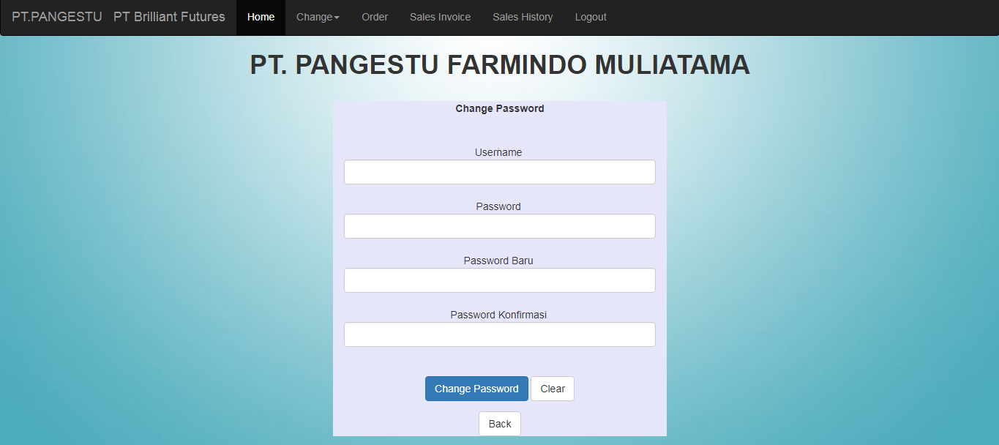 PT.PANGESTU PT Brilliant Futures Home Change Order Sales Invoice Sales History Logout
PT. PANGESTU FARMINDO MULIATAMA
Change Password
Username
Password
Password Baru
Password Konfirmasi
Change Password Clear
Back